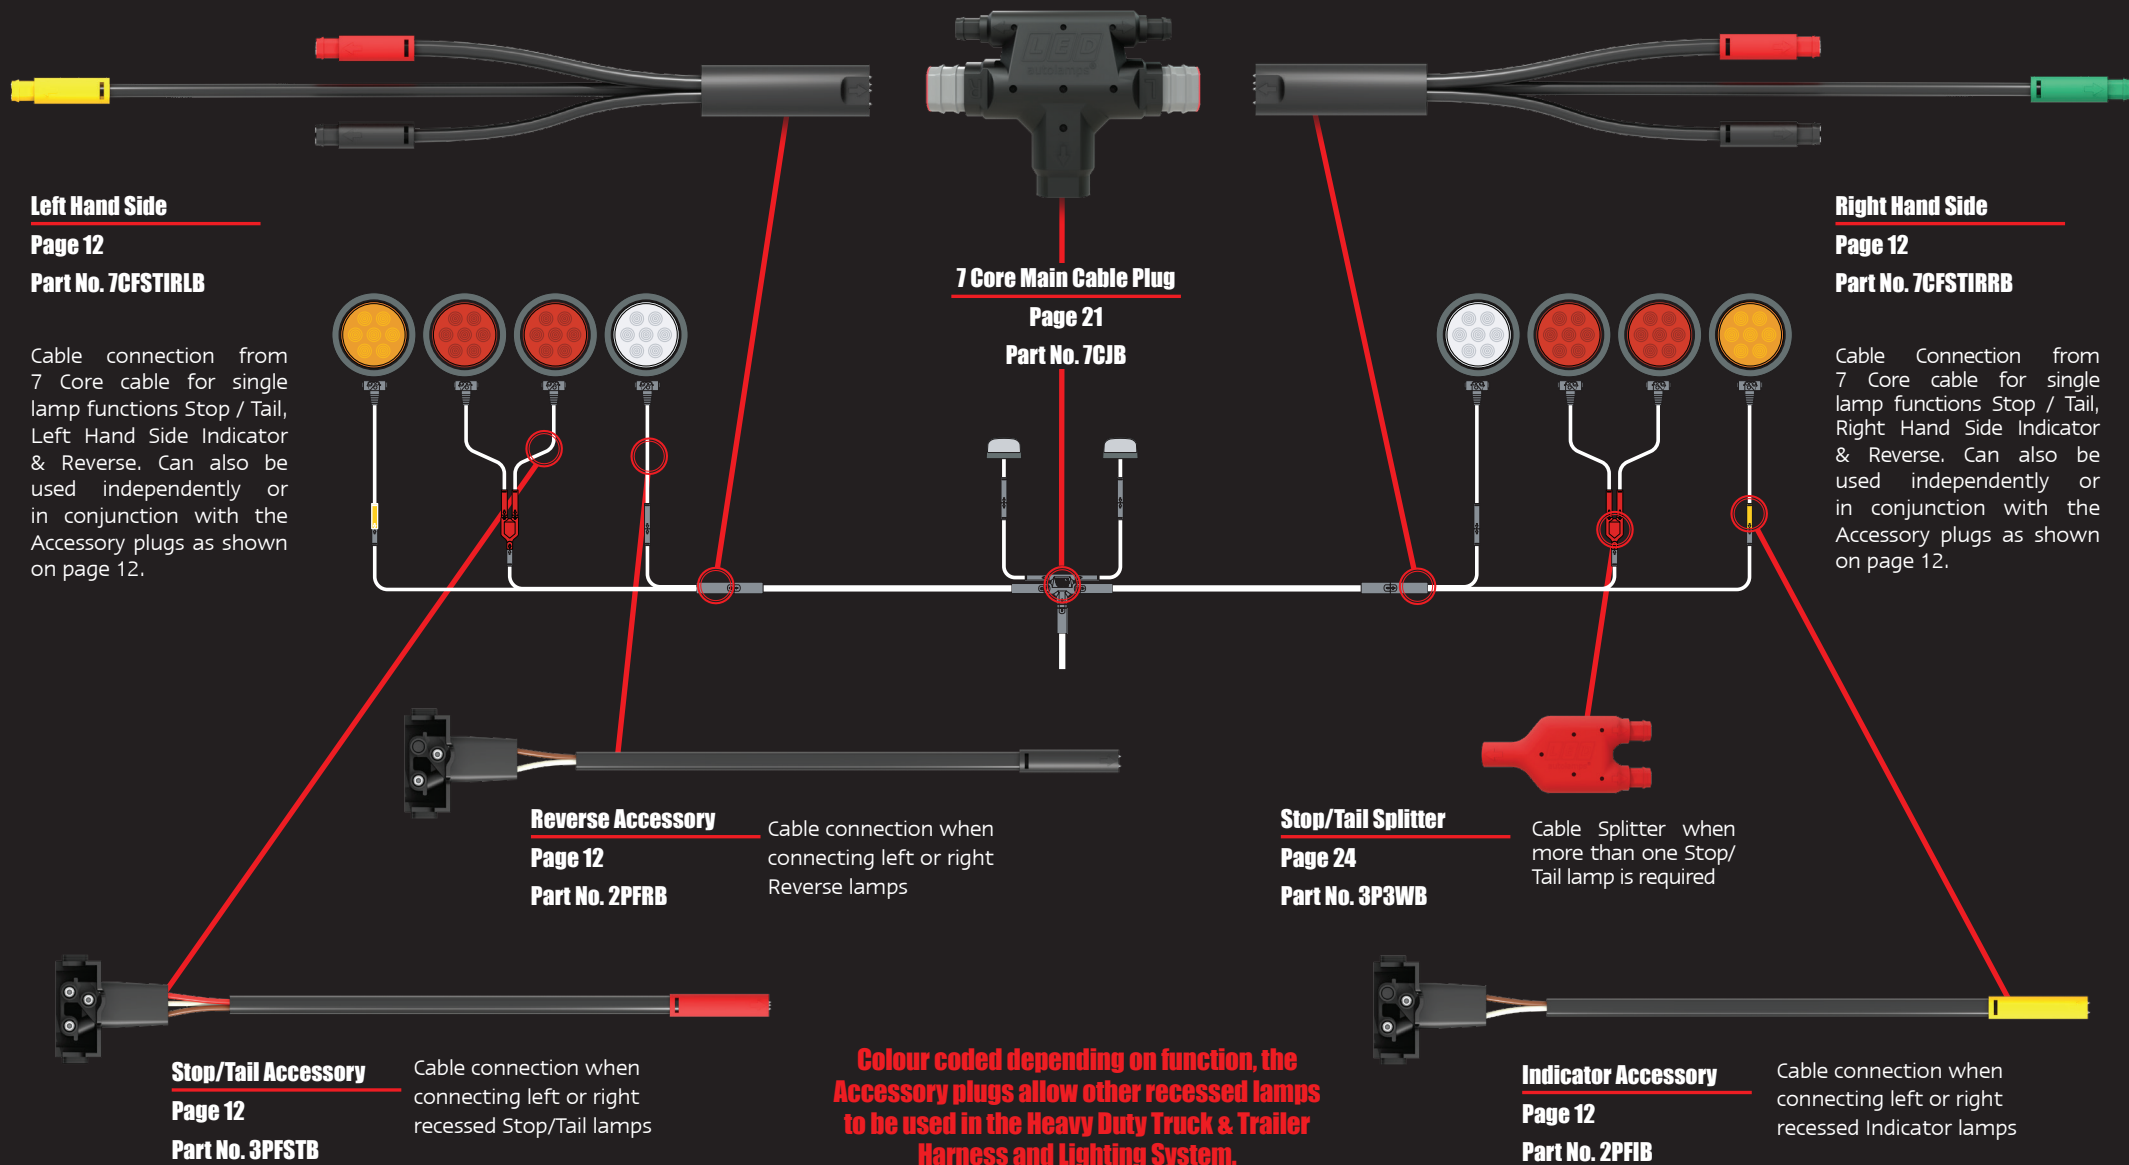 LED
Left Hand Side
Page 12
Part No. 7CFSTIRLB
Cable connection from
7 Core cable for single
lamp functions Stop / Tail,
Left Hand Side Indicator
& Reverse. Can also be
used independently or
in conjunction with the
Accessory plugs as shown
on page 12.
7 Core Main Cable Plug
Page 21
Part No. 7CJB
Right Hand Side
Page 12
Part No. 7CFSTIRRB
Cable Connection from
7 Core cable for single
lamp functions Stop / Tail,
Right Hand Side Indicator
& Reverse. Can also be
used independently or
in conjunction with the
Accessory plugs as shown
on page 12.
Reverse Accessory
Page 12
Part No. 2PFRB
Cable connection when
connecting left or right
Reverse lamps
Stop/Tail Splitter
Page 24
Part No. 3P3WB
Cable Splitter when
more than one Stop/
Tail lamp is required
Stop/Tail Accessory
Page 12
Part No. 3PFSTB
Cable connection when
connecting left or right
recessed Stop/Tail lamps
Colour coded depending on function, the
Accessory plugs allow other recessed lamps
to be used in the Heavy Duty Truck & Trailer
Harness and Lighting System.
Indicator Accessory
Page 12
Part No. 2PFIB
Cable connection when
connecting left or right
recessed Indicator lamps